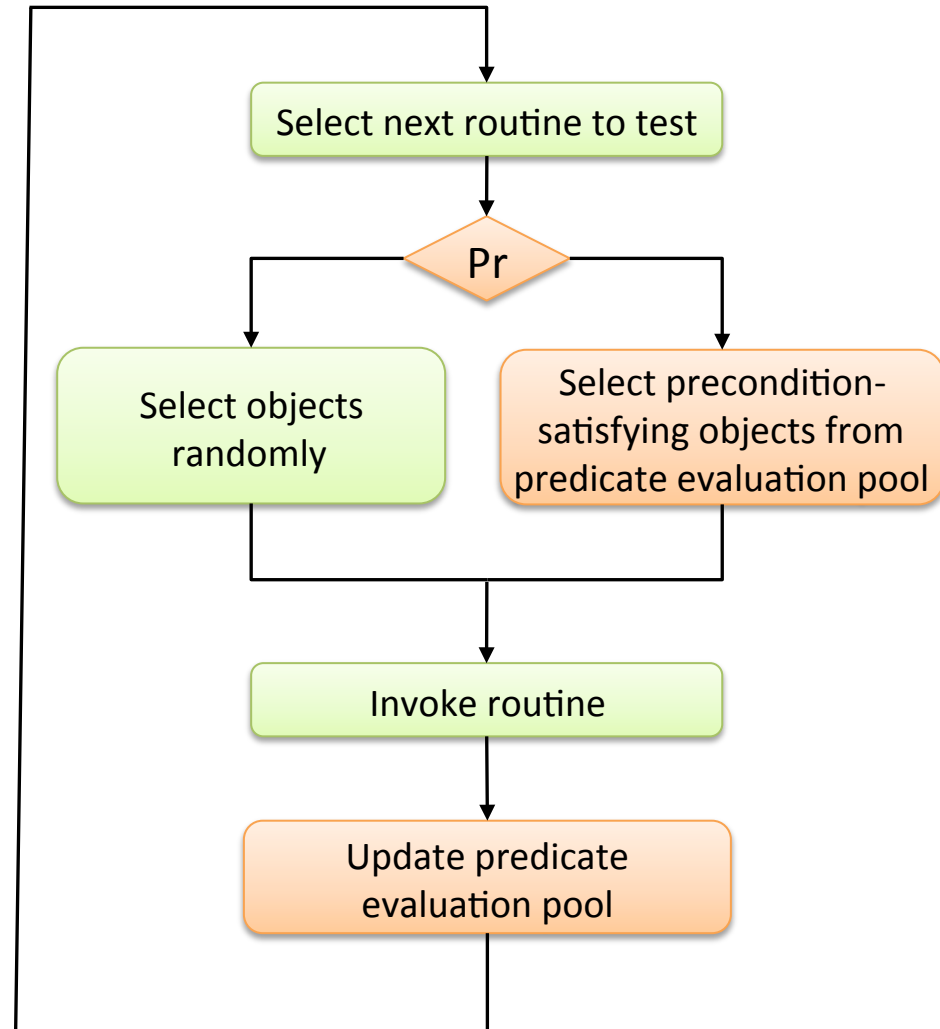 Select next routine to test
Pr
Select objects
randomly
Select precondition-
satisfying objects from
predicate evaluation pool
Invoke routine
Update predicate
evaluation pool